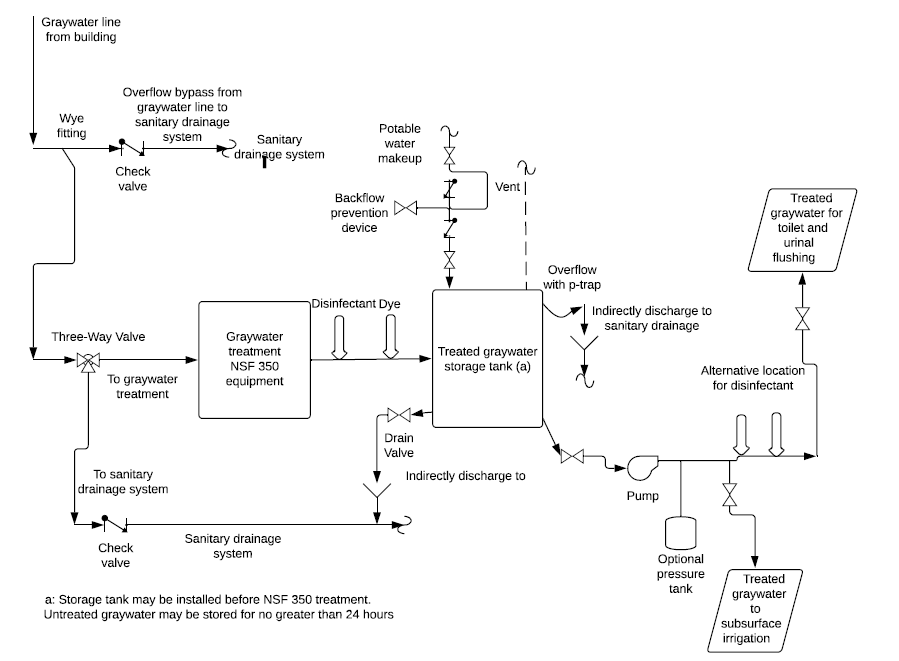 Graywater line
from building
Overflow bypass from
graywater line to
sanitary drainage
system
Wye
fitting
Sanitary
drainage system
Check
valve
Potable
water
makeup
Vent
Backflow
prevention
device
Treated
graywater for
toilet and
urinal
flushing
Overflow
with p-trap
Disinfectant Dye
Indirectly discharge to
sanitary drainage
Three-Way Valve
Graywater
treatment
NSF 350
equipment
Treated graywater
storage tank (a)
To graywater
treatment
Alternative location
for disinfectant
Drain
Valve
To sanitary
drainage system
Indirectly discharge to
Pump
Sanitary drainage
system
Check
valve
Optional
pressure
tank
Treated
graywater
to
subsurface
irrigation
a: Storage tank may be installed before NSF 350 treatment.
Untreated graywater may be stored for no greater than 24 hours